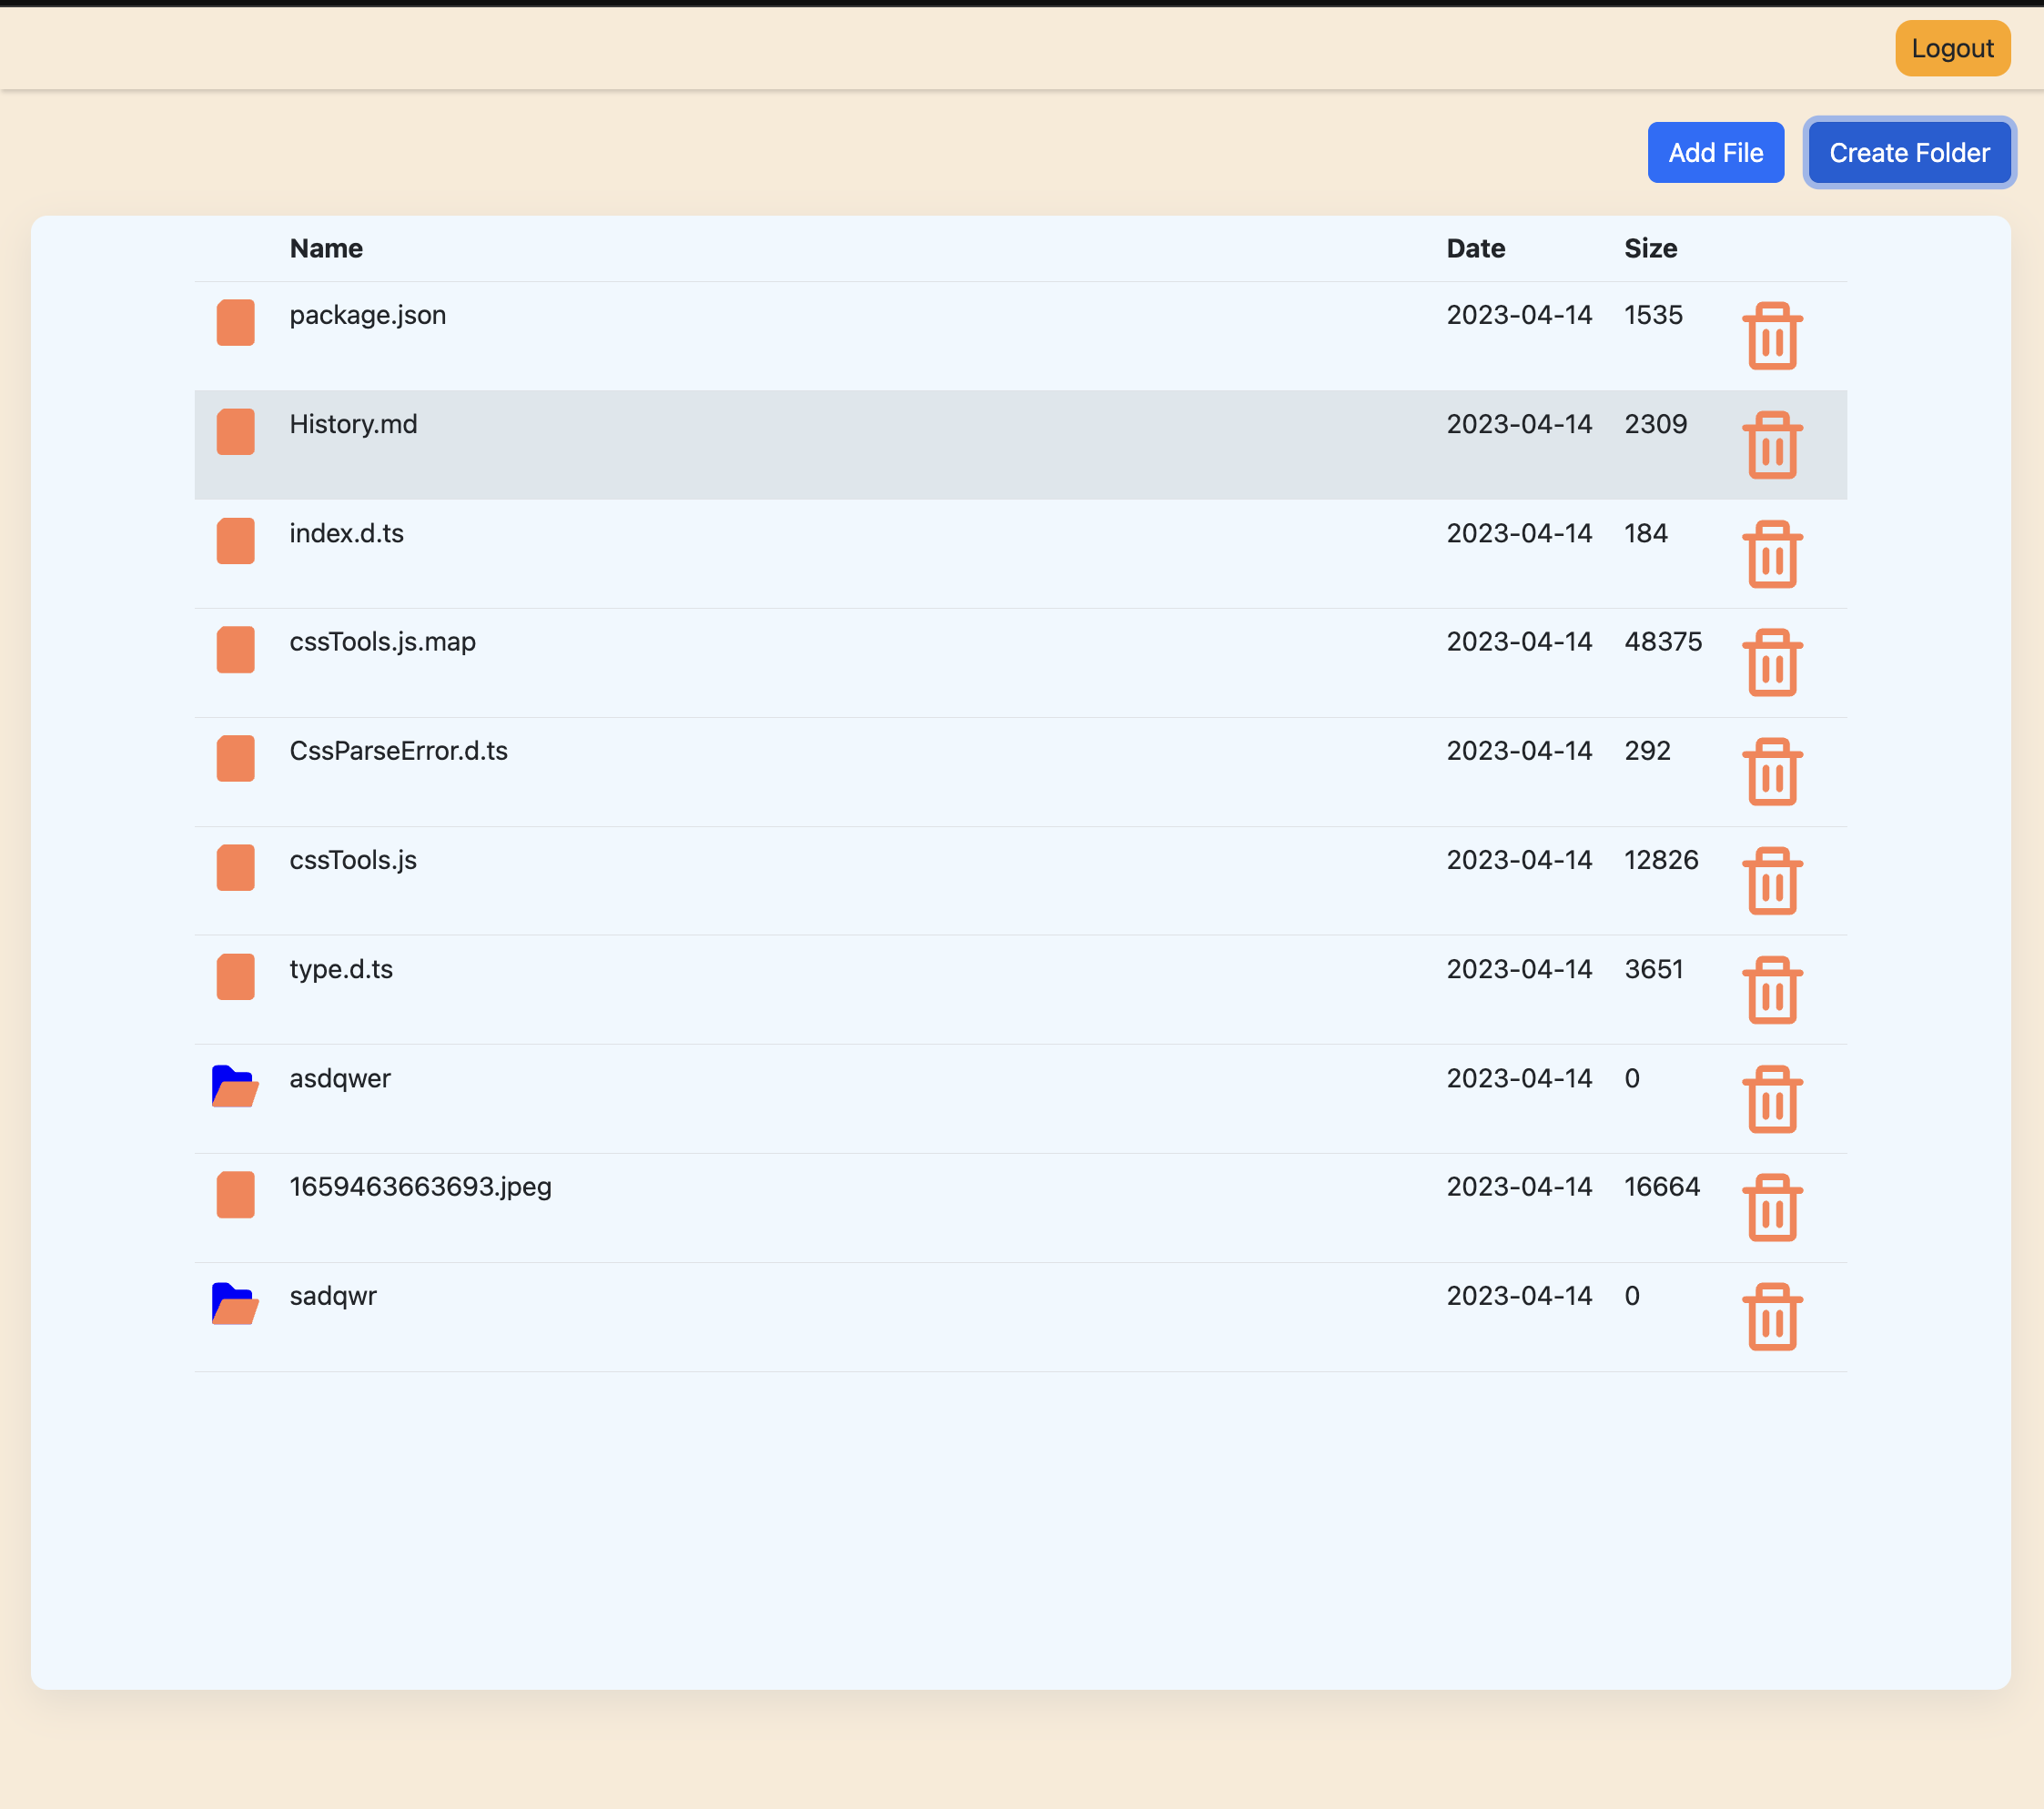 Logout
Add File Create Folder
Name Date Size
package.json 2023-04-14 1535
History.md 2023-04-14 2309
index.d.ts 2023-04-14 184
cssTools.js.map 2023-04-14 48375
CssParseError.d.ts 2023-04-14 292
cssTools.js 2023-04-14 12826
type.d.ts 2023-04-14 3651
asdqwer 2023-04-14 0
1659463663693.jpeg 2023-04-14 16664
sadqwr 2023-04-14 0